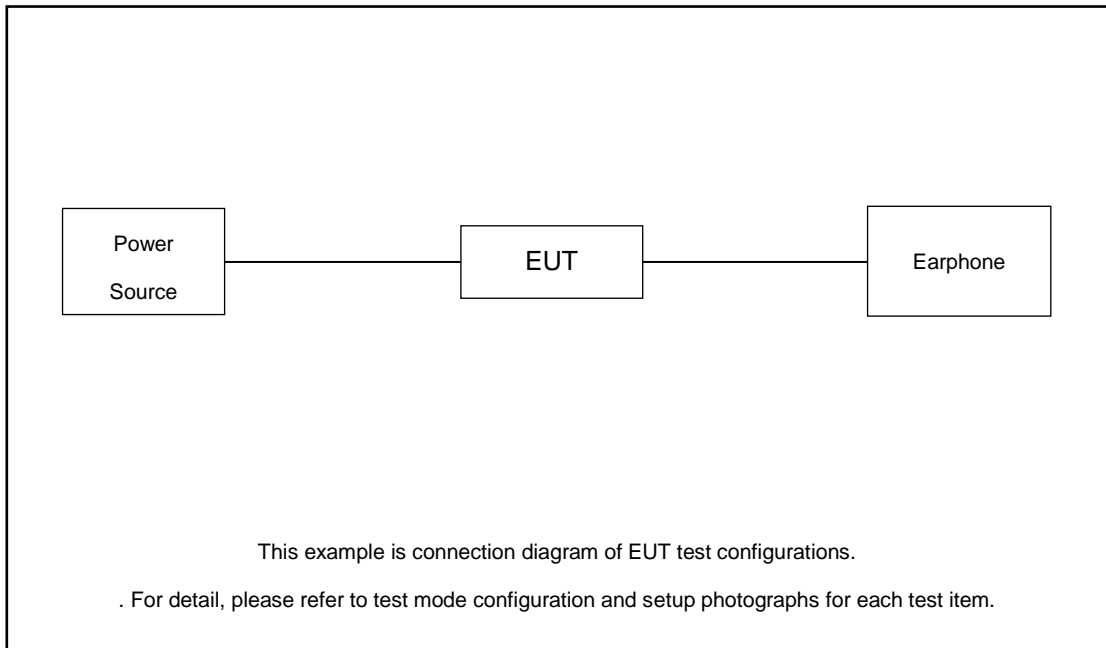 Power
Source
EUT
Earphone
This example is connection diagram of EUT test configurations.
. For detail, please refer to test mode configuration and setup photographs for each test item.